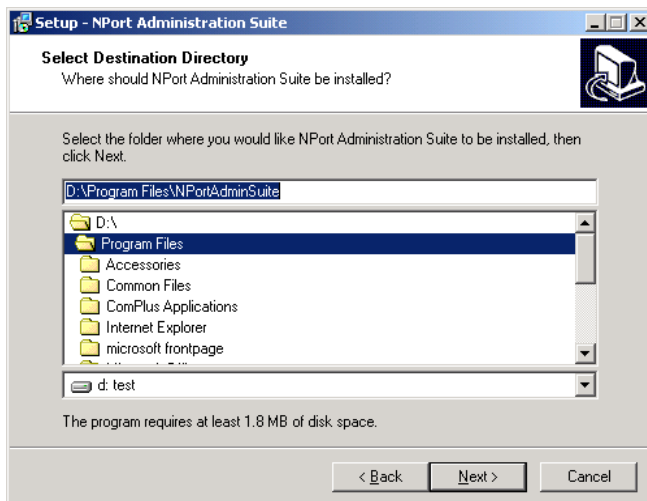 Setup - NPort Administration Suite
Select Destination Directory
Where should NPort Administration Suite be installed?
Select the folder where you would like NPort Administration Suite to be installed, then
click Next.
D:\Program Files\NPortAdminSuite
D:\
Program Files
Accessories
Common Files
ComPlus Applications
Internet Explorer
microsoft frontpage
d: test
The program requires at least 1.8 MB of disk space.
< Back
Next >
Cancel